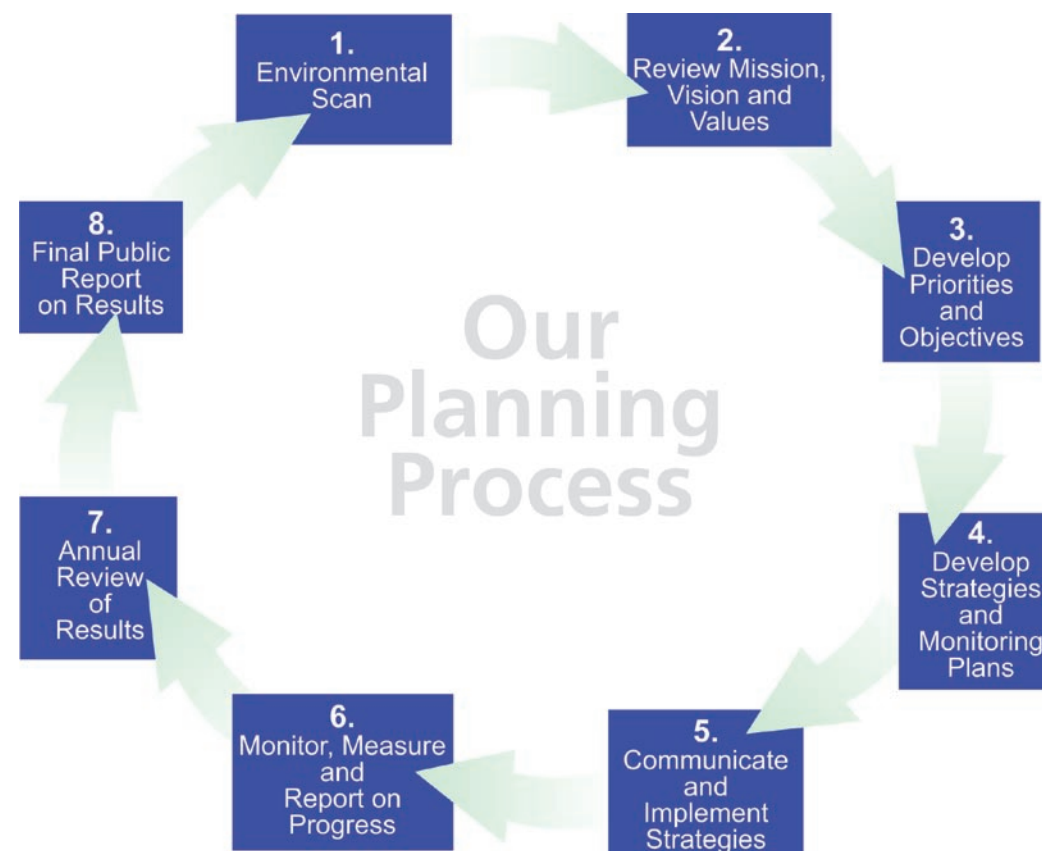 1.
Environmental
Scan
2.
Review Mission,
Vision and
Values
3.
Develop
Priorities
and
Objectives
4.
Develop
Strategies
and
Monitoring
Plans
5.
Communicate
and
Implement
Strategies
6.
Monitor, Measure
and
Report on
Progress
7.
Annual
Review
of
Results
8.
Final Public
Report
on Results
Our
Planning
Process